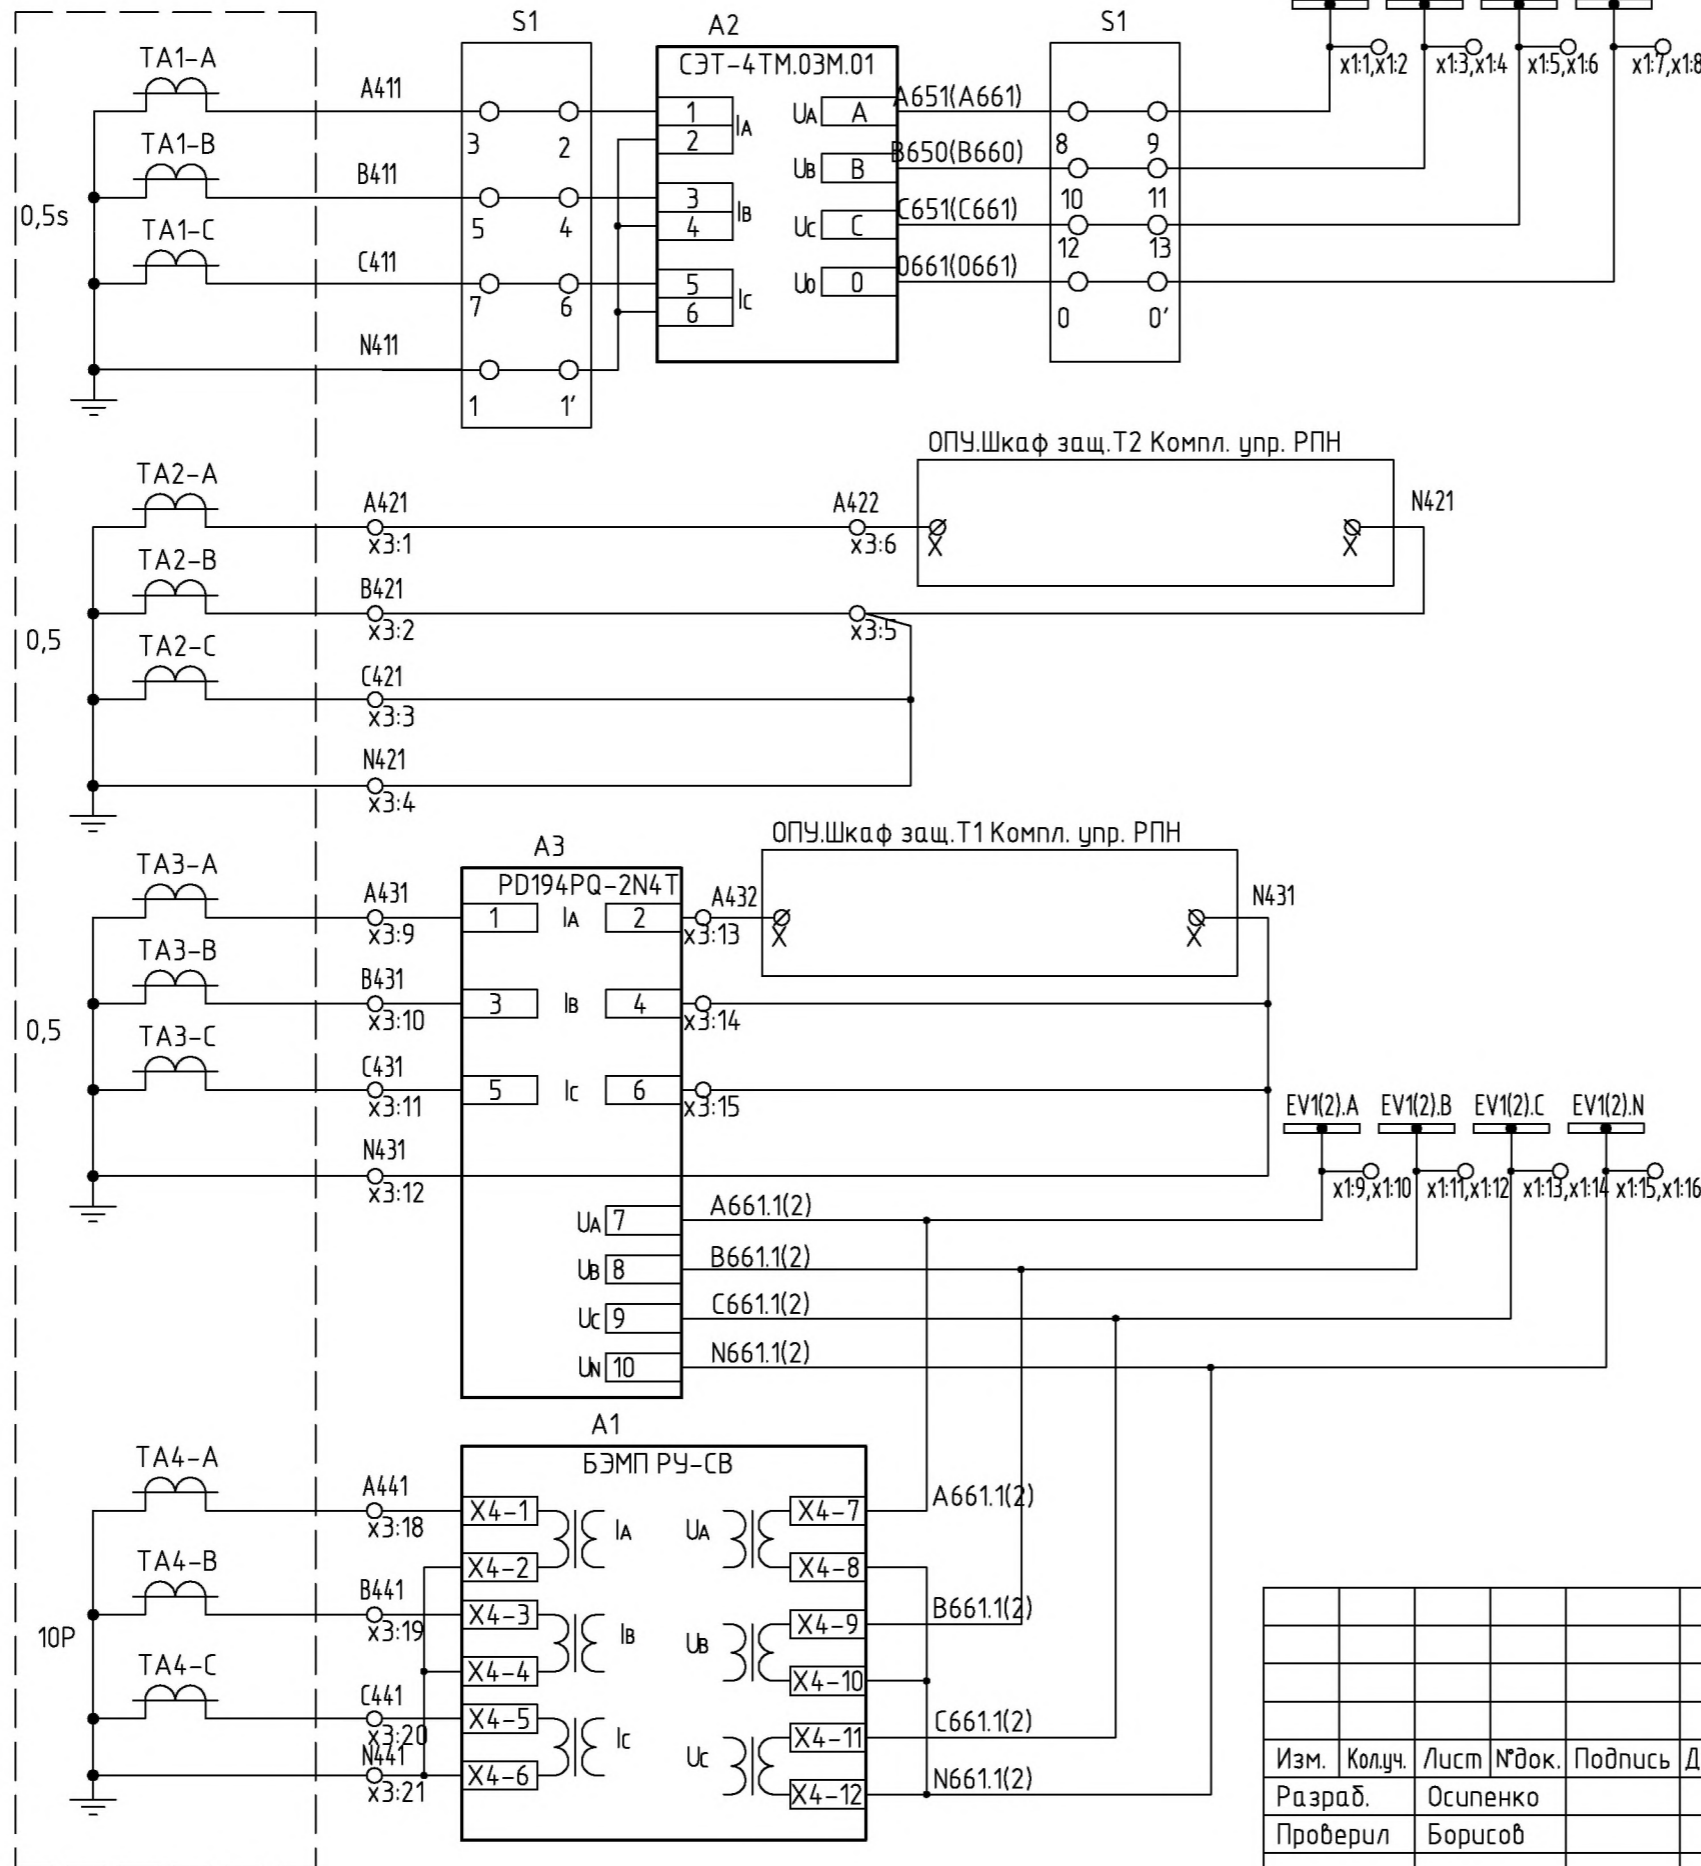 S1
A2
S1
TA1-A
A411
СЭТ-4ТМ.03М.01
x1:1,x1:2
x1:3,x1:4
x1:5,x1:6
x1:7,x1:8
3
2
1
2
IA
UA
A
A651(A661)
8
9
TA1-B
B411
5
4
3
4
IB
UB
B
B650(B660)
10
11
0,5s
TA1-C
C411
7
6
5
6
IC
UC
C
C651(C661)
12
13
U0
0
0661(0661)
0
0'
N411
1
1'
ОПУ.Шкаф защ.Т2 Компл. упр. РПН
TA2-A
A421
x3:1
A422
x3:6
X
X
N421
TA2-B
B421
x3:2
x3:5
0,5
TA2-C
C421
x3:3
N421
x3:4
ОПУ.Шкаф защ.Т1 Компл. упр. РПН
A3
PD194PQ-2N4T
TA3-A
A431
x3:9
1
IA
2
A432
x3:13
X
X
N431
TA3-B
B431
x3:10
3
IB
4
x3:14
0,5
TA3-C
C431
x3:11
5
IC
6
x3:15
N431
x3:12
EV1(2).A
EV1(2).B
EV1(2).C
EV1(2).N
x1:9,x1:10
x1:11,x1:12
x1:13,x1:14
x1:15,x1:16
UA
7
A661.1(2)
UB
8
B661.1(2)
UC
9
C661.1(2)
UN
10
N661.1(2)
A1
БЭМП РУ-СВ
TA4-A
A441
x3:18
X4-1
X4-2
IA
UA
X4-7
X4-8
A661.1(2)
TA4-B
B441
x3:19
X4-3
X4-4
IB
UB
X4-9
X4-10
B661.1(2)
10P
TA4-C
C441
x3:20
X4-5
X4-6
IC
UC
X4-11
X4-12
C661.1(2)
N441
x3:21
N661.1(2)
Изм.
Кол.уч.
Лист
№док.
Подпись
Д
Разраб.
Осипенко
Проверил
Борисов